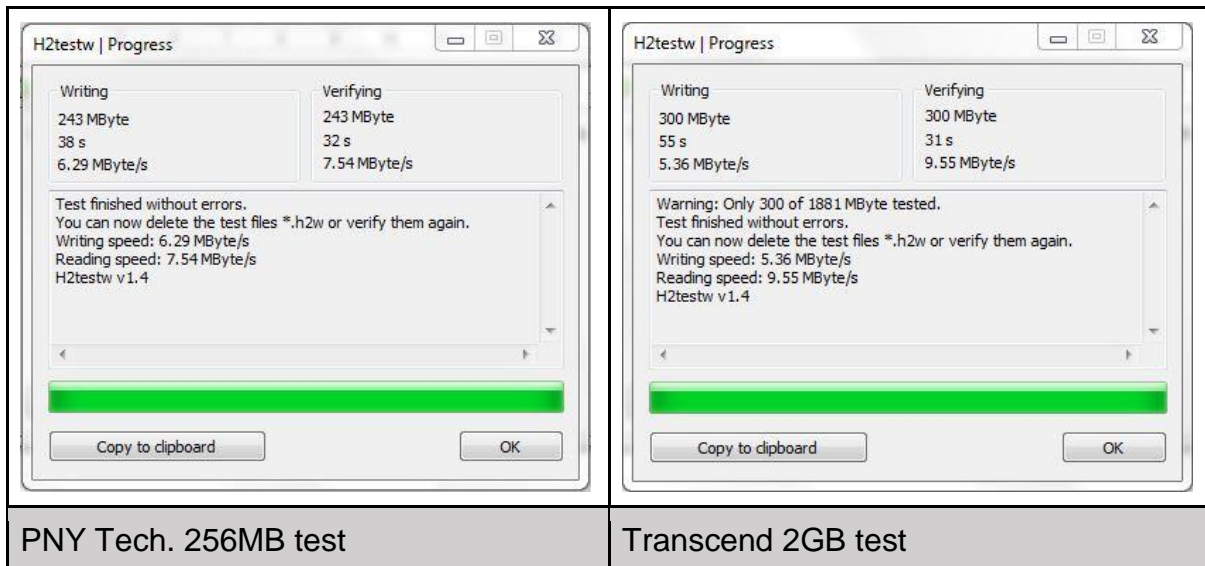 H2testw | Progress
Writing
243 MByte
38 s
6.29 MByte/s
Verifying
243 MByte
32 s
7.54 MByte/s
Test finished without errors.
You can now delete the test files *.h2w or verify them again.
Writing speed: 6.29 MByte/s
Reading speed: 7.54 MByte/s
H2testw v1.4
Copy to clipboard
OK
PNY Tech. 256MB test
H2testw | Progress
Writing
300 MByte
55 s
5.36 MByte/s
Verifying
300 MByte
31 s
9.55 MByte/s
Warning: Only 300 of 1881 MByte tested.
Test finished without errors.
You can now delete the test files *.h2w or verify them again.
Writing speed: 5.36 MByte/s
Reading speed: 9.55 MByte/s
H2testw v1.4
Copy to clipboard
OK
Transcend 2GB test